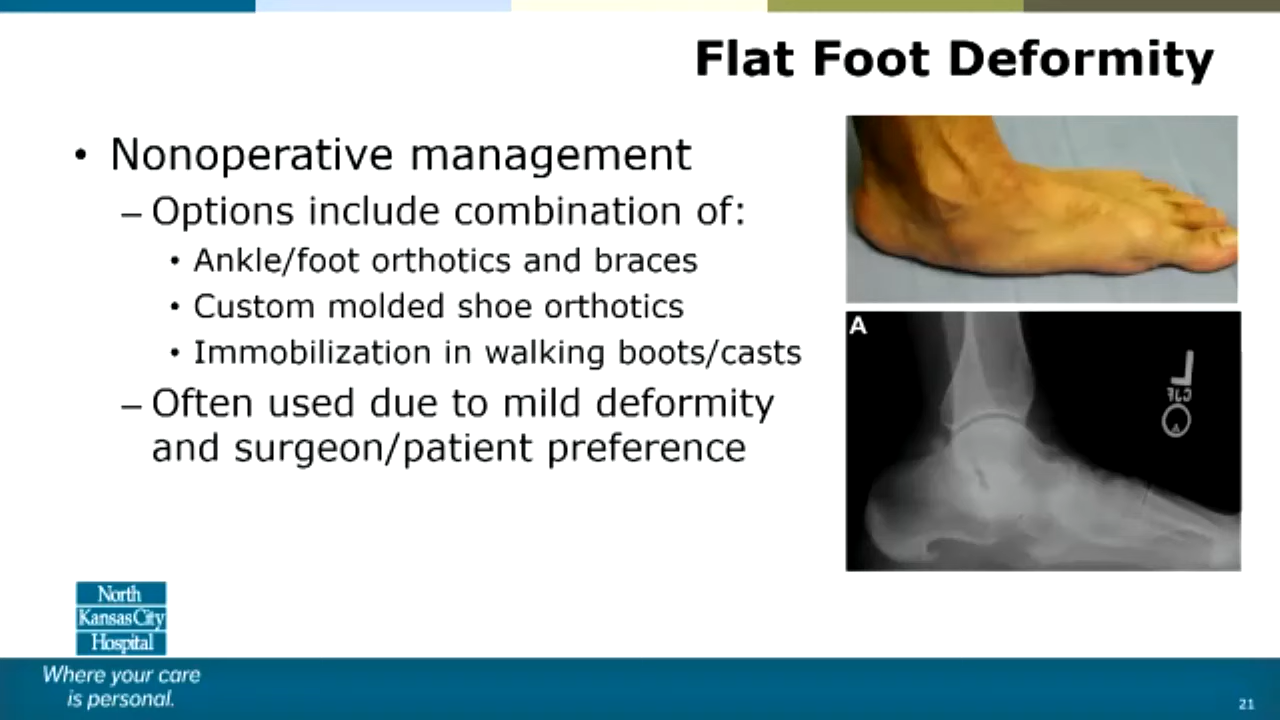 Flat Foot Deformity
• Nonoperative management
– Options include combination of:
• Ankle/foot orthotics and braces
• Custom molded shoe orthotics
• Immobilization in walking boots/casts
– Often used due to mild deformity
and surgeon/patient preference
A
L
North
KansasCity
Hospital
Where your care
is personal.
21